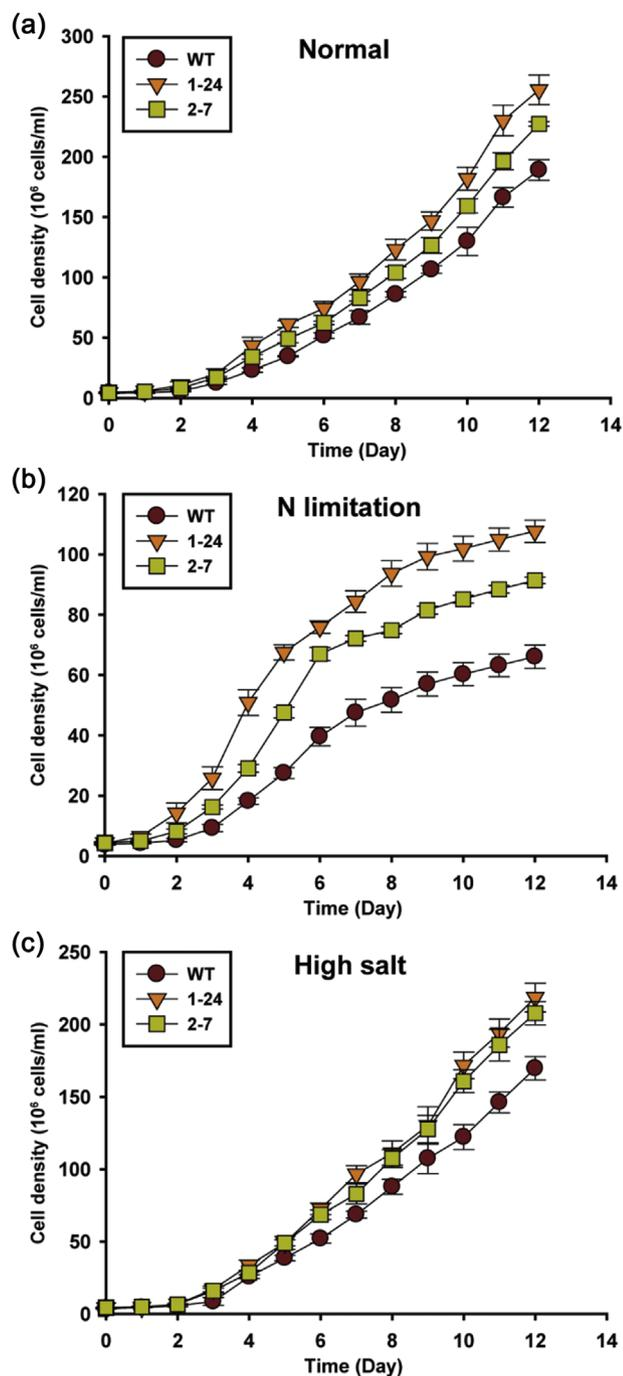 (a)
Normal
WT
1-24
2-7
Cell density (10⁶ cells/ml)
300
250
200
150
100
50
0
0 2 4 6 8 10 12 14
Time (Day)
(b)
N limitation
WT
1-24
2-7
Cell density (10⁶ cells/ml)
120
100
80
60
40
20
0
0 2 4 6 8 10 12 14
Time (Day)
(c)
High salt
WT
1-24
2-7
Cell density (10⁶ cells/ml)
250
200
150
100
50
0
0 2 4 6 8 10 12 14
Time (Day)